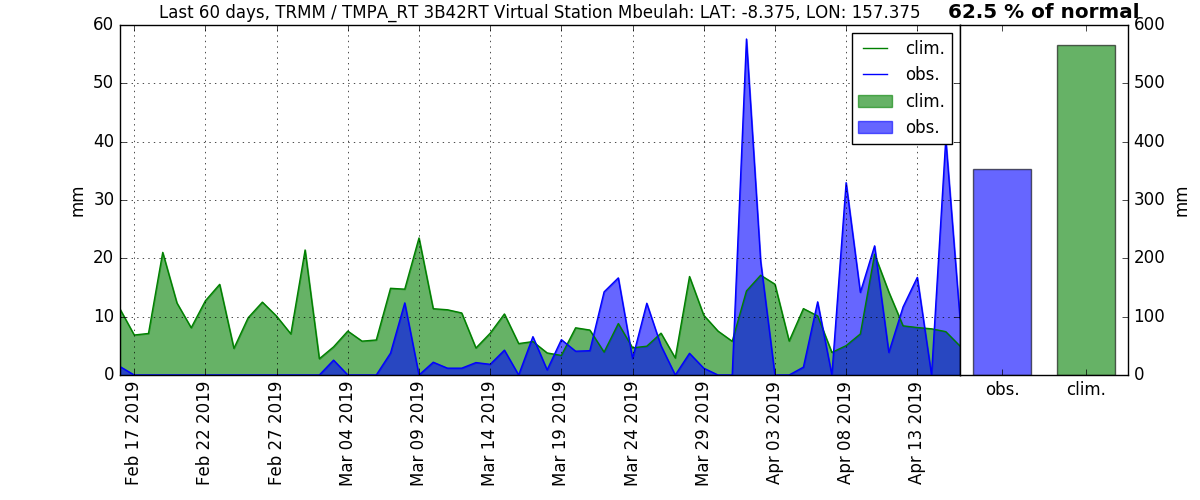 Last 60 days, TRMM / TMPA_RT 3B42RT Virtual Station Mbeulah: LAT: -8.375, LON: 157.375
62.5 % of normal
60
50
40
30
20
10
0
mm
clim.
obs.
clim.
obs.
600
500
400
300
200
100
0
mm
obs.
clim.
Feb 17 2019
Feb 22 2019
Feb 27 2019
Mar 04 2019
Mar 09 2019
Mar 14 2019
Mar 19 2019
Mar 24 2019
Mar 29 2019
Apr 03 2019
Apr 08 2019
Apr 13 2019